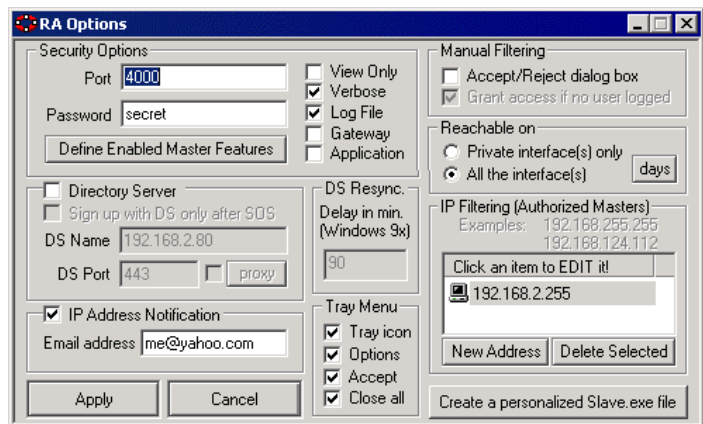 RA Options
Security Options
Port 4000
Password secret
Define Enabled Master Features
View Only
Verbose
Log File
Gateway
Application
Manual Filtering
Accept/Reject dialog box
Grant access if no user logged
Reachable on
Private interface(s) only
All the interface(s)
days
Directory Server
Sign up with DS only after SOS
DS Name 192.168.2.80
DS Port 443 proxy
DS Resync.
Delay in min.
(Windows 9x)
90
IP Filtering (Authorized Masters)
Examples: 192.168.255.255
192.168.124.112
Click an item to EDIT it!
192.168.2.255
New Address Delete Selected
IP Address Notification
Email address me@yahoo.com
Tray Menu
Tray icon
Options
Accept
Close all
Apply Cancel
Create a personalized Slave.exe file